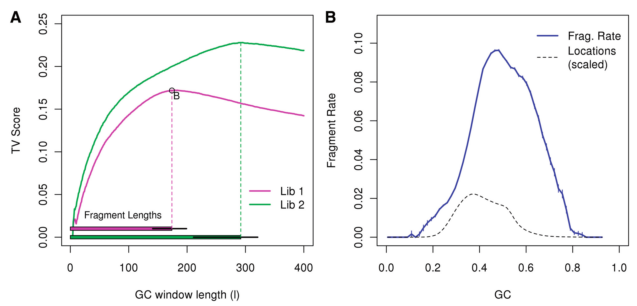 A
TV Score
0.25
0.20
0.15
0.10
0.05
0.00
B
Lib 1
Lib 2
Fragment Lengths
0
100
200
300
400
GC window length (l)
B
Fragment Rate
0.10
0.08
0.06
0.04
0.02
0.00
Frag. Rate
Locations
(scaled)
0.0
0.2
0.4
0.6
0.8
1.0
GC